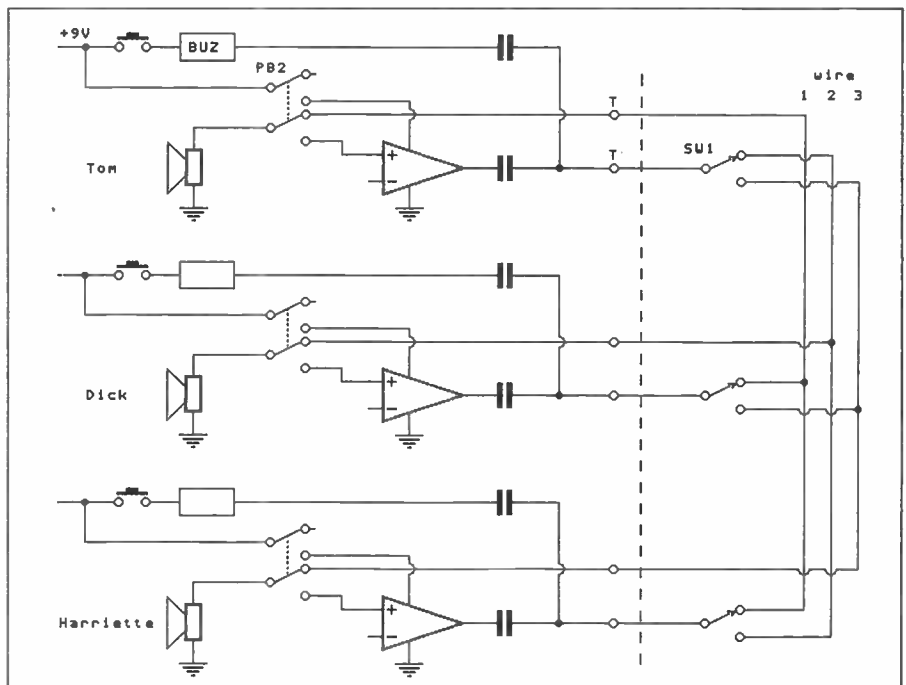 +9V
BUZ
PB2
wire
1 2 3
T
T
SW1
Tom
+
−
Dick
+
−
Harriette
+
−